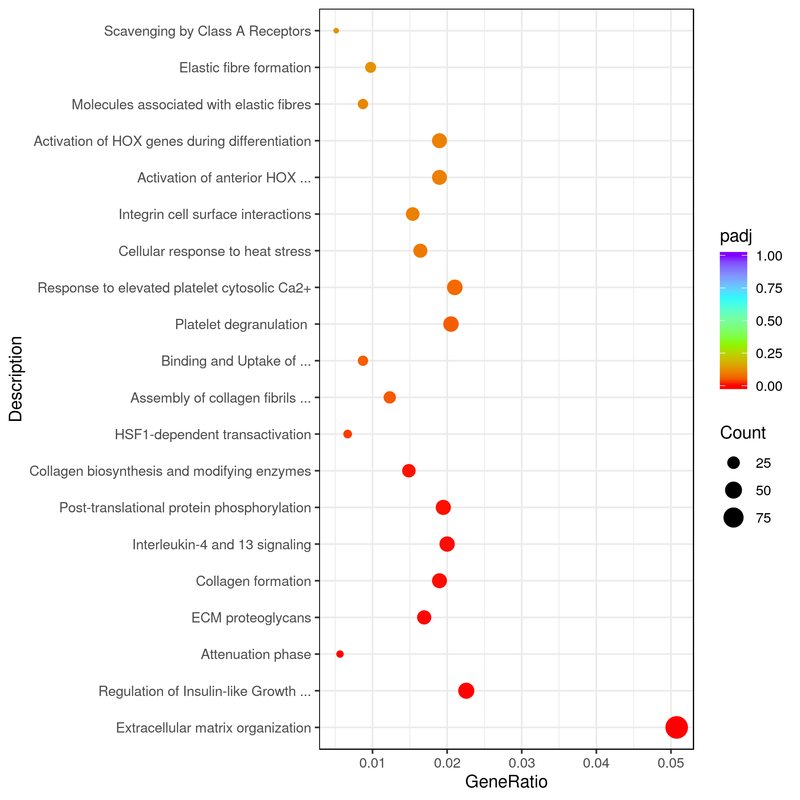 Scavenging by Class A Receptors
Elastic fibre formation
Molecules associated with elastic fibres
Activation of HOX genes during differentiation
Activation of anterior HOX ...
Integrin cell surface interactions
Cellular response to heat stress
Response to elevated platelet cytosolic Ca2+
Platelet degranulation
Binding and Uptake of ...
Assembly of collagen fibrils ...
HSF1-dependent transactivation
Collagen biosynthesis and modifying enzymes
Post-translational protein phosphorylation
Interleukin-4 and 13 signaling
Collagen formation
ECM proteoglycans
Attenuation phase
Regulation of Insulin-like Growth ...
Extracellular matrix organization
Description
0.01 0.02 0.03 0.04 0.05
GeneRatio
padj
1.00
0.75
0.50
0.25
0.00
Count
25
50
75